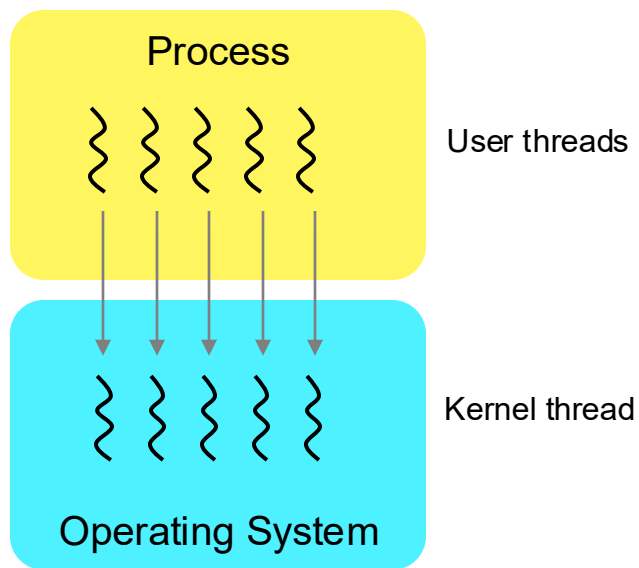 Process
User threads
Kernel thread
Operating System